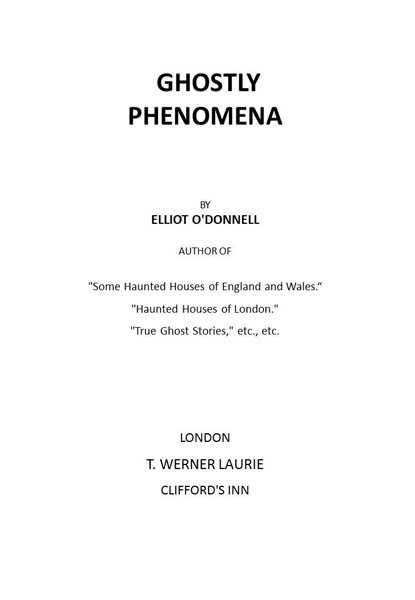 GHOSTLY
PHENOMENA
BY
ELLIOT O'DONNELL
AUTHOR OF
"Some Haunted Houses of England and Wales.“
"Haunted Houses of London."
"True Ghost Stories," etc., etc.
LONDON
T. WERNER LAURIE
CLIFFORD'S INN